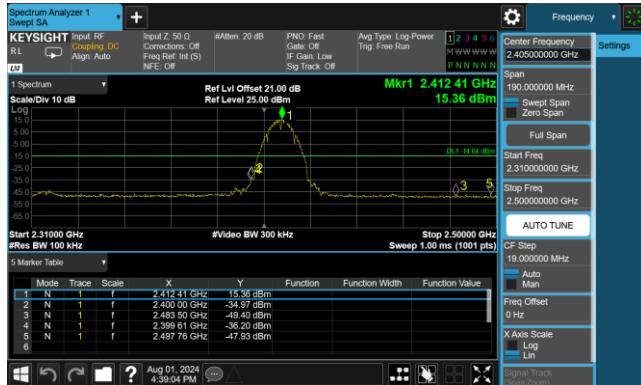 Spectrum Analyzer 1
Swept SA
Frequency
KEYSIGHT Input: RF Input Z: 50 Ω #Atten: 20 dB PNO: Fast Avg Type: Log-Power 1 2 3 4 5 6
RL Coupling: DC Corrections: Off Gate: Off Trig: Free Run M W W W W W
Align: Auto Freq Ref: Int (S) IF Gain: Low
NFE: Off Sig Track: Off P N N N N N
1 Spectrum
Ref Lvl Offset 21.00 dB
Mkr1 2.412 41 GHz
Scale/Div 10 dB
Ref Level 25.00 dBm
15.36 dBm
Log
15.0
5.00
-5.00
-15.0
-25.0
-35.0
-45.0
-55.0
-65.0
1
DL1 -14.64 dBm
2
3
5
Start 2.31000 GHz #Video BW 300 kHz Stop 2.50000 GHz
#Res BW 100 kHz Sweep 1.00 ms (1001 pts)
5 Marker Table
Mode Trace Scale X Y Function Function Width Function Value
1 N 1 f 2.412 41 GHz 15.36 dBm
2 N 1 f 2.400 00 GHz -34.97 dBm
3 N 1 f 2.483 50 GHz -49.40 dBm
4 N 1 f 2.399 61 GHz -36.20 dBm
5 N 1 f 2.497 76 GHz -47.93 dBm
6
? Aug 01, 2024
4:39:04 PM
Center Frequency
2.405000000 GHz
Settings
Span
190.000000 MHz
Swept Span
Zero Span
Full Span
Start Freq
2.310000000 GHz
Stop Freq
2.500000000 GHz
AUTO TUNE
CF Step
19.000000 MHz
Auto
Man
Freq Offset
0 Hz
X Axis Scale
Log
Lin
Signal Track
(Span Zoom)